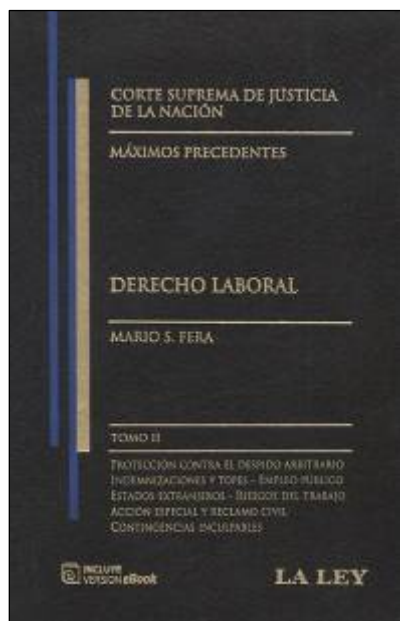 CORTE SUPREMA DE JUSTICIA
DE LA NACIÓN
MÁXIMOS PRECEDENTES
DERECHO LABORAL
MARIO S. FERA
TOMO II
PROTECCIÓN CONTRA EL DESPIDO ARBITRARIO
INDEMNIZACIONES Y TOPES - EMPLEO PÚBLICO
ESTADOS EXTRANJEROS - RIESGOS DEL TRABAJO
ACCIÓN ESPECIAL Y RECLAMO CIVIL
CONTINGENCIAS INCULPABLES
INCLUYE
VERSIÓN eBook
LA LEY